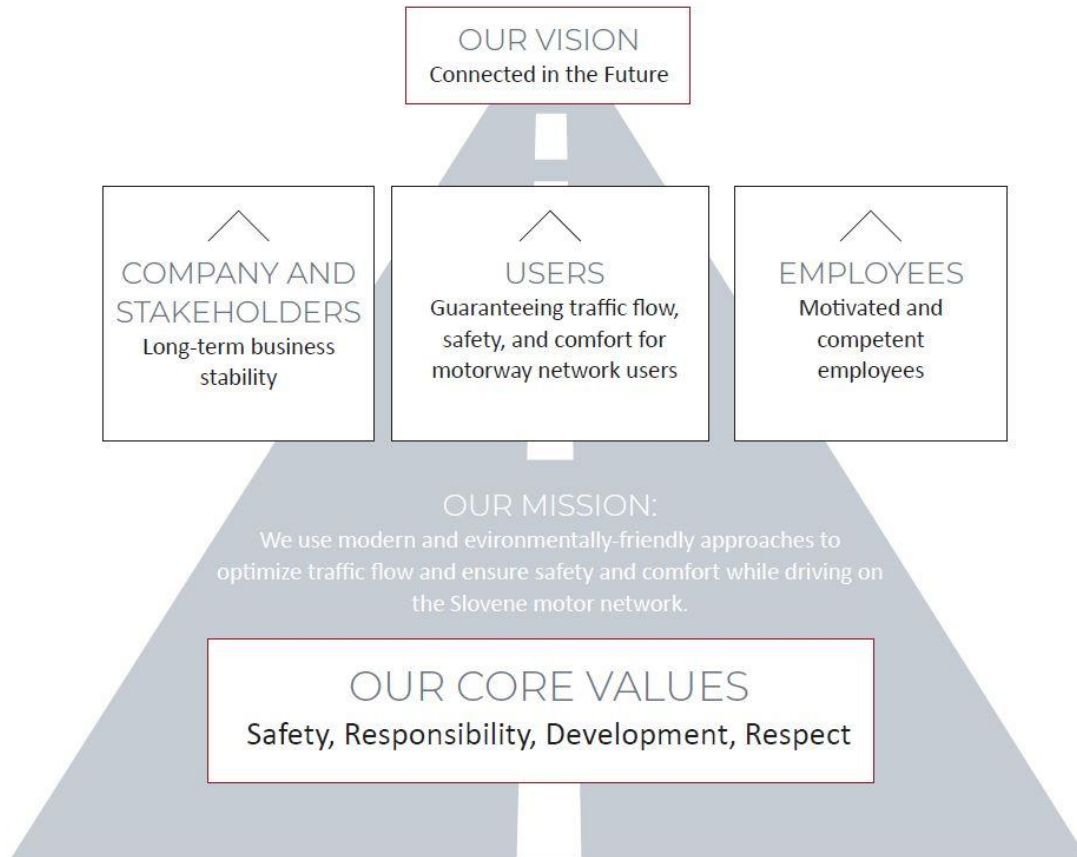 OUR VISION
Connected in the Future
COMPANY AND
STAKEHOLDERS
Long-term business
stability
USERS
Guaranteeing traffic flow,
safety, and comfort for
motorway network users
EMPLOYEES
Motivated and
competent
employees
OUR MISSION:
We use modern and evironmentally-friendly approaches to
optimize traffic flow and ensure safety and comfort while driving on
the Slovene motor network.
OUR CORE VALUES
Safety, Responsibility, Development, Respect